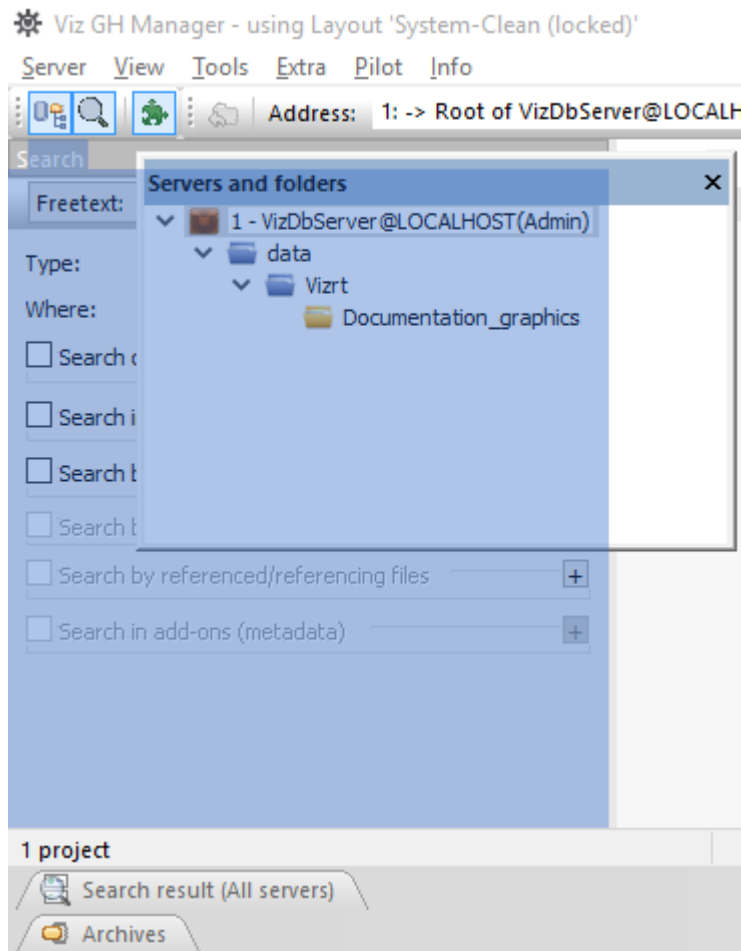 Viz GH Manager - using Layout 'System-Clean (locked)'
Server View Tools Extra Pilot Info
Address: 1: -> Root of VizDbServer@LOCALH
Search
Servers and folders
Freetext:
1 - VizDbServer@LOCALHOST(Admin)
Type:
data
Vizrt
Where:
Documentation_graphics
Search
Search
Search
Search
Search by referenced/referencing files
Search in add-ons (metadata)
1 project
Search result (All servers)
Archives